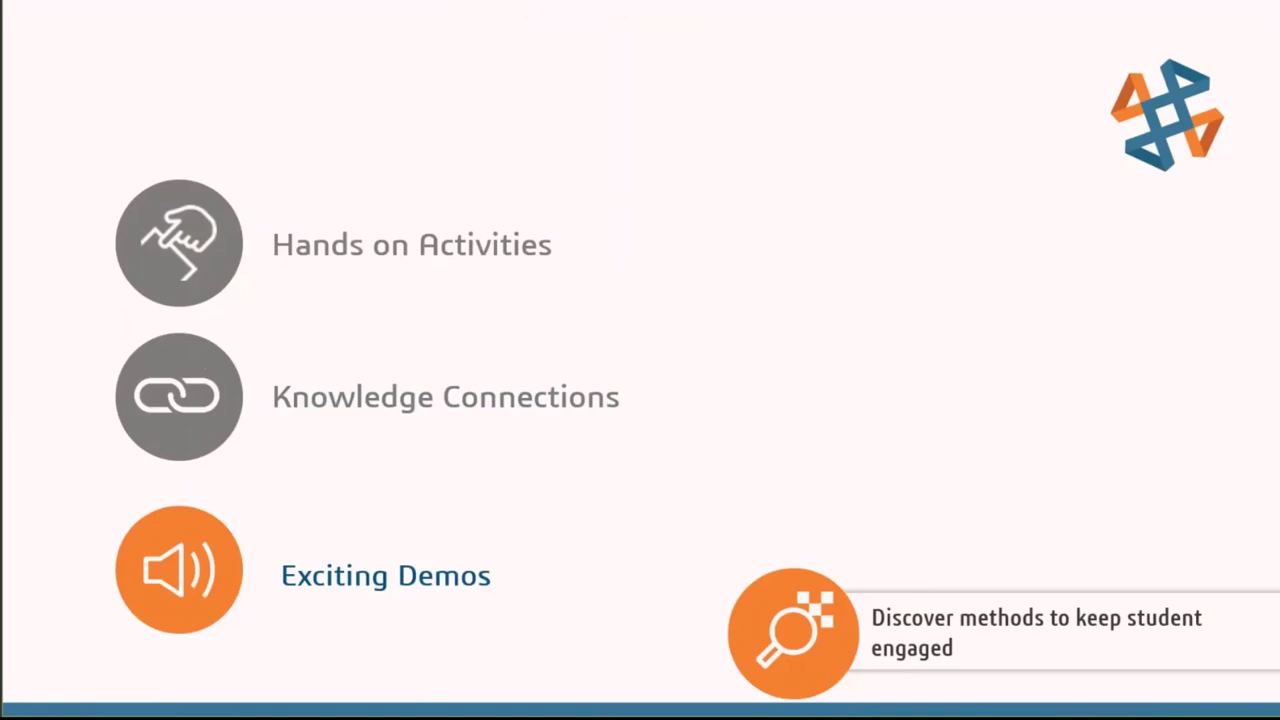 Hands on Activities
Knowledge Connections
Exciting Demos
Discover methods to keep student
engaged